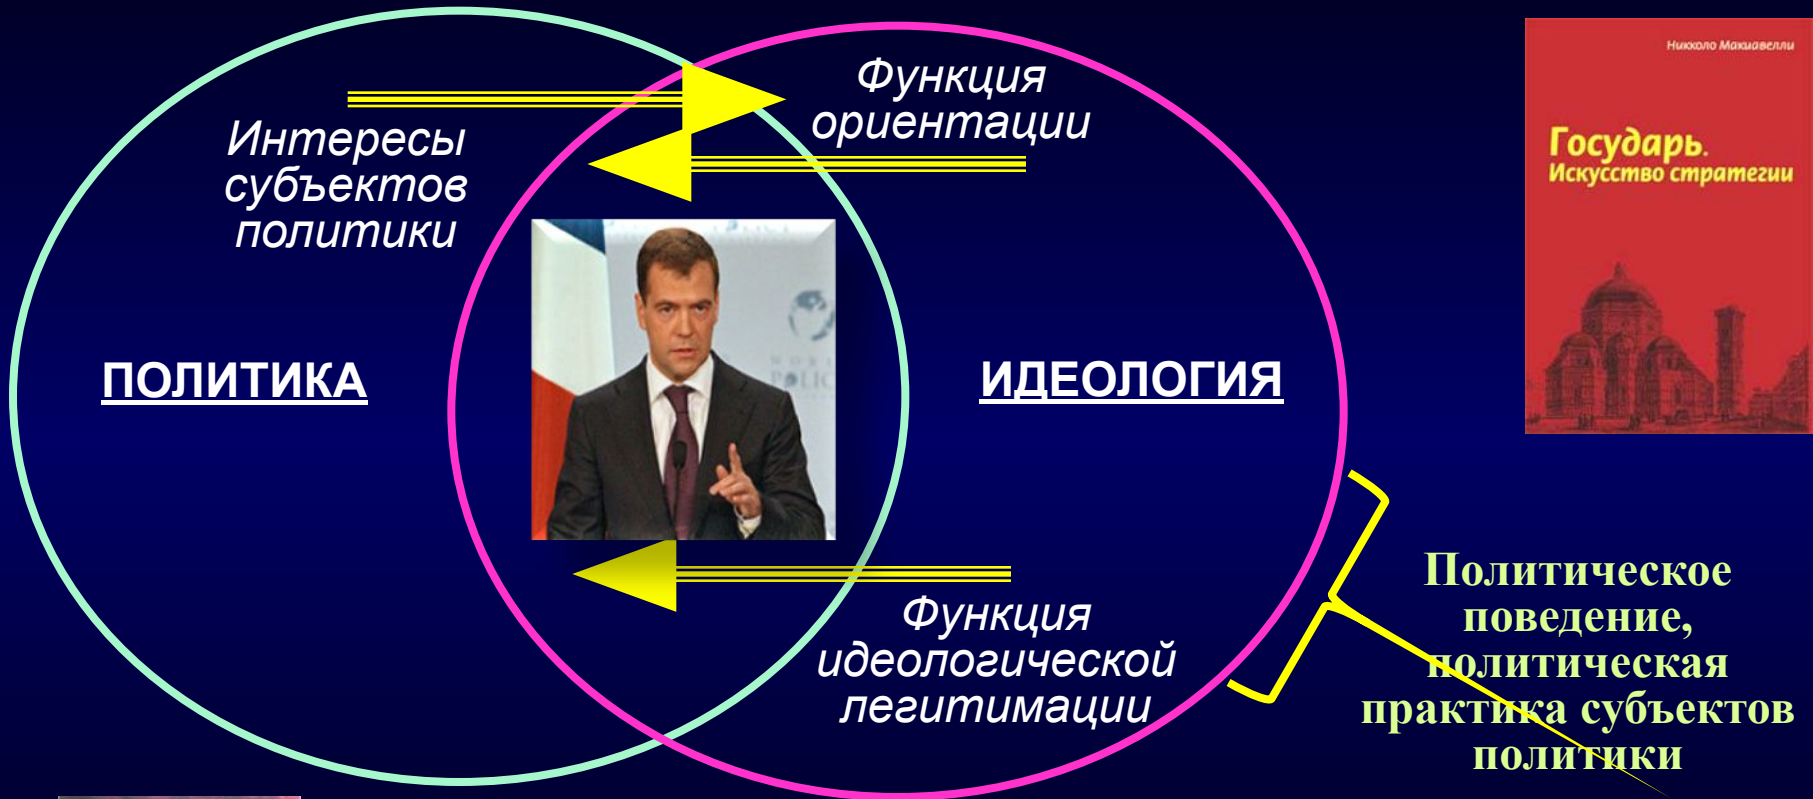 Интересы
субъектов
политики
Функция
ориентации
ПОЛИТИКА
ИДЕОЛОГИЯ
Функция
идеологической
легитимации
Никколо Макиавелли
Государь.
Искусство стратегии
Политическое
поведение,
политическая
практика субъектов
политики